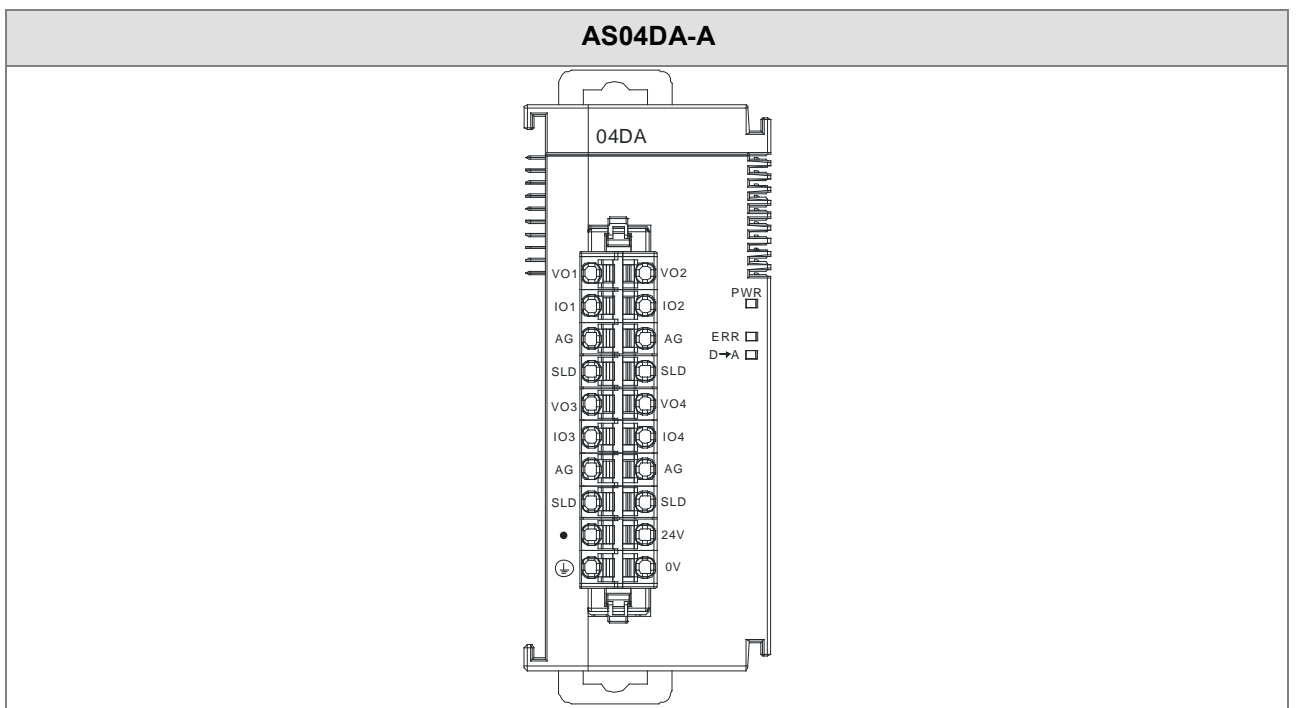 AS04DA-A
04DA
VO1 VO2
PWR
IO1 IO2
AG AG ERR
D→A
SLD SLD
VO3 VO4
IO3 IO4
AG AG
SLD SLD
● 24V
0V